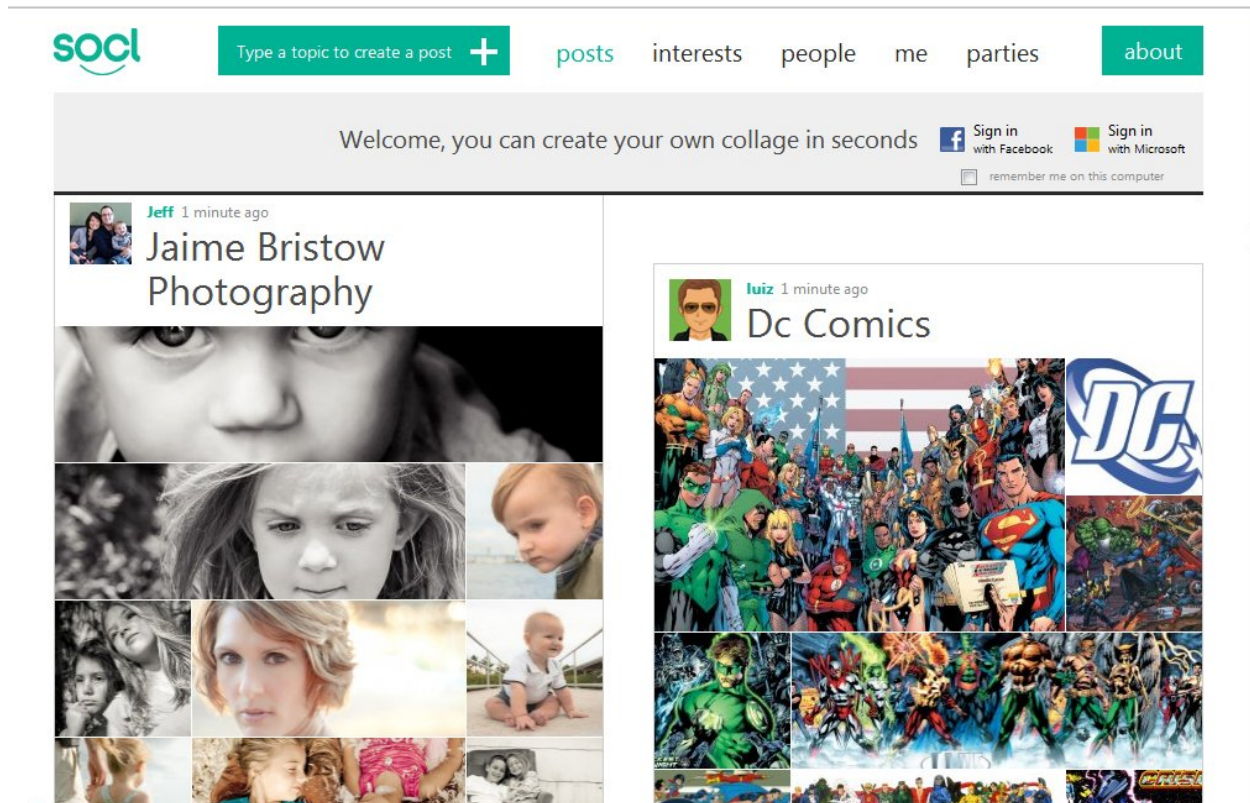 socl
Type a topic to create a post
posts
interests
people
me
parties
about
Welcome, you can create your own collage in seconds
Sign in
with Facebook
Sign in
with Microsoft
remember me on this computer
Jeff 1 minute ago
Jaime Bristow
Photography
luiz 1 minute ago
Dc Comics
DC